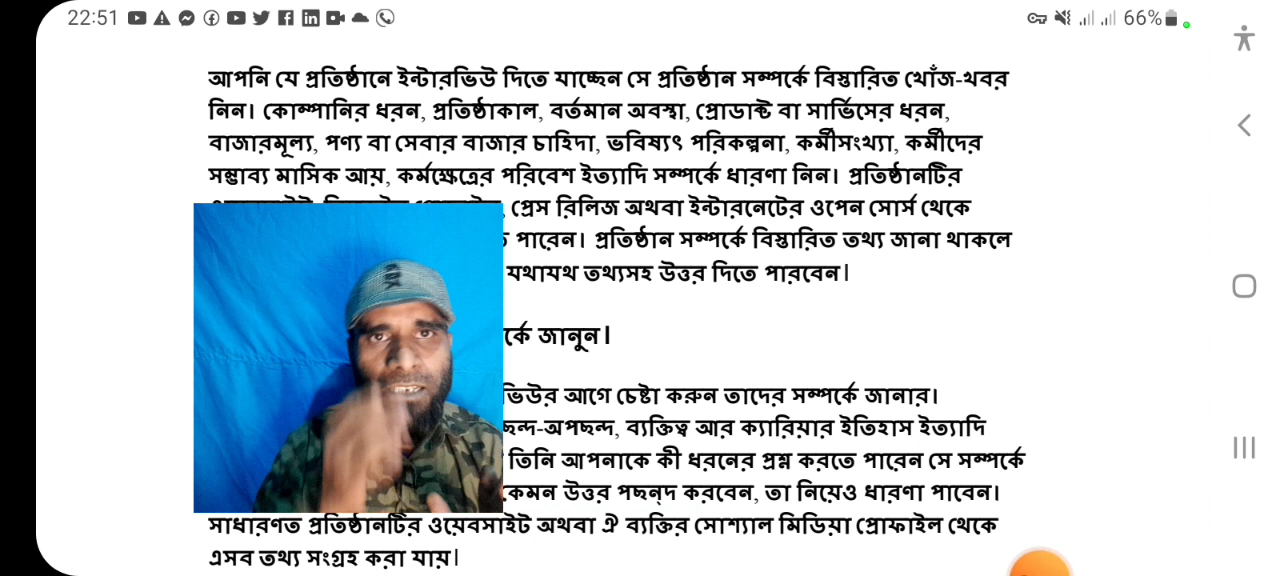 22:51
66%
আপনি যে প্রতিষ্ঠানে ইন্টারভিউ দিতে যাচ্ছেন সে প্রতিষ্ঠান সম্পর্কে বিস্তারিত খোঁজ-খবর
নিন। কোম্পানির ধরন, প্রতিষ্ঠাকাল, বর্তমান অবস্থা, প্রোডাক্ট বা সার্ভিসের ধরন,
বাজারমূল্য, পণ্য বা সেবার বাজার চাহিদা, ভবিষ্যৎ পরিকল্পনা, কর্মীসংখ্যা, কর্মীদের
সম্ভাব্য মাসিক আয়, কর্মক্ষেত্রের পরিবেশ ইত্যাদি সম্পর্কে ধারণা নিন। প্রতিষ্ঠানটির
প্রেস রিলিজ অথবা ইন্টারনেটের ওপেন সোর্স থেকে
পারেন। প্রতিষ্ঠান সম্পর্কে বিস্তারিত তথ্য জানা থাকলে
যথাযথ তথ্যসহ উত্তর দিতে পারবেন।
জানুন।
আগে চেষ্টা করুন তাদের সম্পর্কে জানার।
ব্যক্তিত্ব আর ক্যারিয়ার ইতিহাস ইত্যাদি
তিনি আপনাকে কী ধরনের প্রশ্ন করতে পারেন সে সম্পর্কে
কেমন উত্তর পছন্দ করবেন, তা নিয়েও ধারণা পাবেন।
সাধারণত প্রতিষ্ঠানটির ওয়েবসাইট অথবা ঐ ব্যক্তির সোশ্যাল মিডিয়া প্রোফাইল থেকে
এসব তথ্য সংগ্রহ করা যায়।